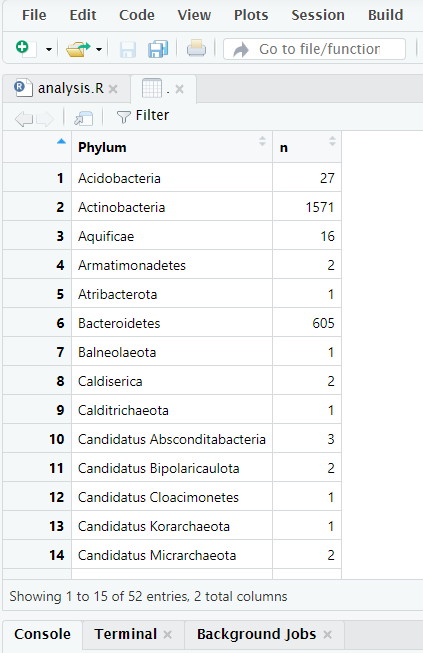 File Edit Code View Plots Session Build
Go to file/function
analysis.R .
Filter
Phylum n
1 Acidobacteria 27
2 Actinobacteria 1571
3 Aquificae 16
4 Armatimonadetes 2
5 Atribacterota 1
6 Bacteroidetes 605
7 Balneolaeota 1
8 Caldiserica 2
9 Calditrichaeota 1
10 Candidatus Absconditabacteria 3
11 Candidatus Bipolaricaulota 2
12 Candidatus Cloacimonetes 1
13 Candidatus Korarchaeota 1
14 Candidatus Micrarchaeota 2
Showing 1 to 15 of 52 entries, 2 total columns
Console Terminal Background Jobs